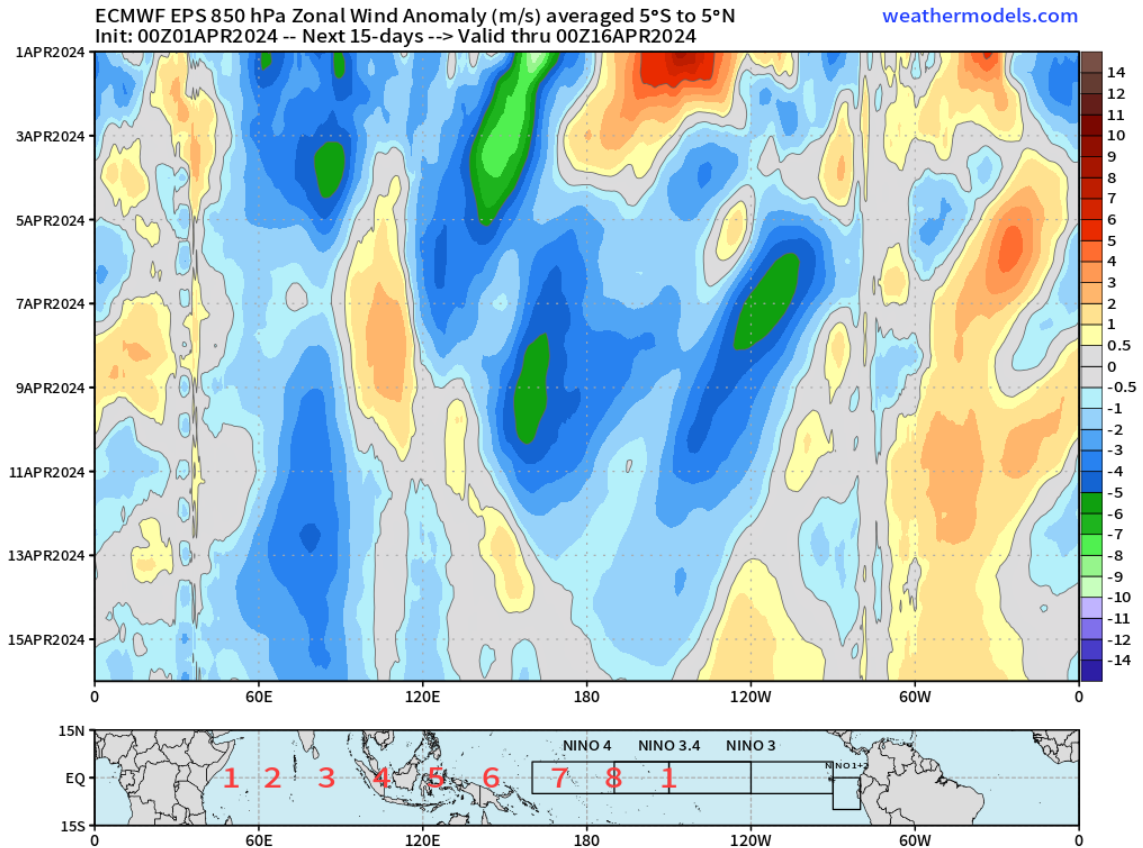 ECMWF EPS 850 hPa Zonal Wind Anomaly (m/s) averaged 5°S to 5°N
weathermodels.com
Init: 00Z01APR2024 -- Next 15-days --> Valid thru 00Z16APR2024
1APR2024
3APR2024
5APR2024
7APR2024
9APR2024
11APR2024
13APR2024
15APR2024
0 60E 120E 180 120W 60W 0
14
12
11
10
9
8
7
6
5
4
3
2
1
0.5
0
-0.5
-1
-2
-3
-4
-5
-6
-7
-8
-9
-10
-11
-12
-14
15N
NINO 4 NINO 3.4 NINO 3
NINO 1+2
EQ
1 2 3 4 5 6 7 8 1
15S
0 60E 120E 180 120W 60W 0